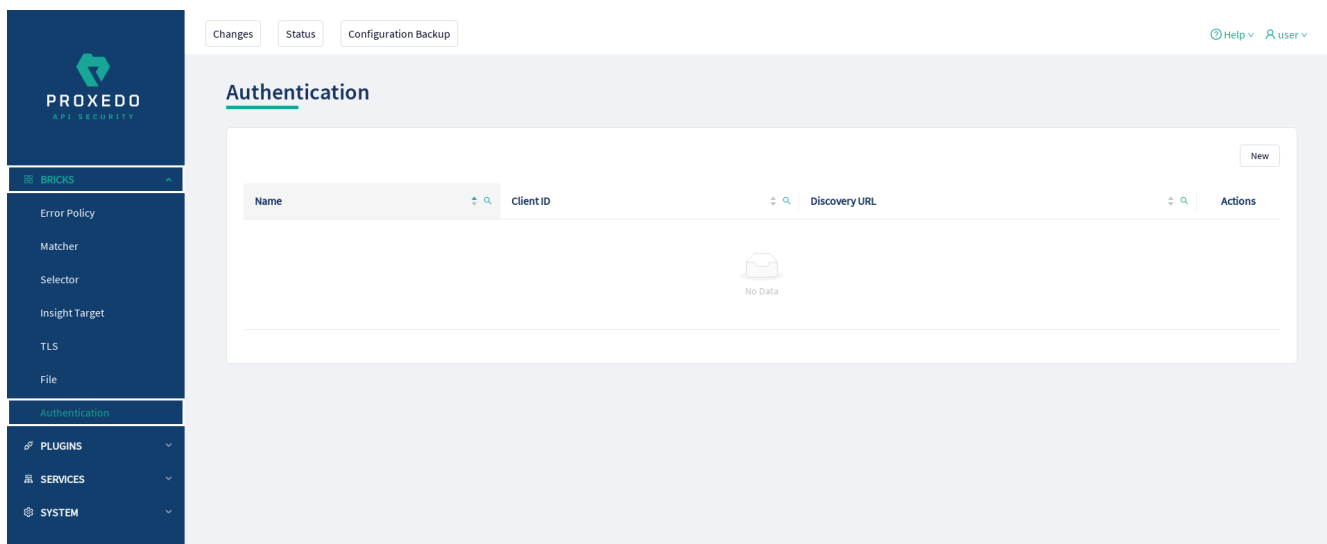 Changes Status Configuration Backup Help user
PROXEDO
API SECURITY
Authentication
New
BRICKS
Name Client ID Discovery URL Actions
Error Policy
Matcher
Selector
No Data
Insight Target
TLS
File
Authentication
PLUGINS
SERVICES
SYSTEM